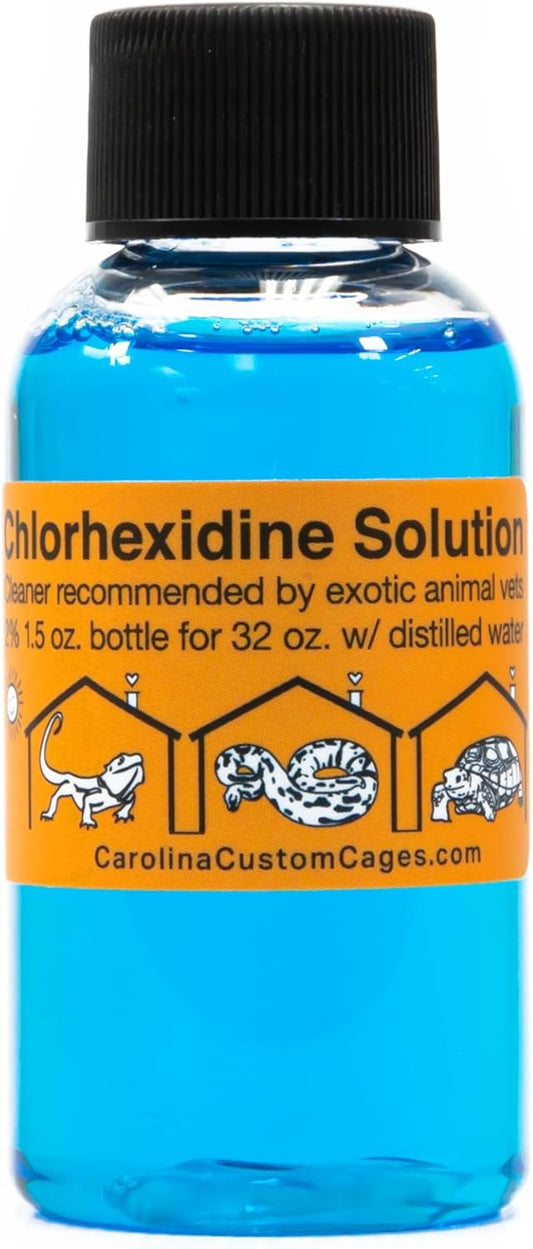 Chlorhexidine Solution
Cleaner recommended by exotic animal vets
2% 1.5 oz. bottle for 32 oz. w/ distilled water
CarolinaCustomCages.com